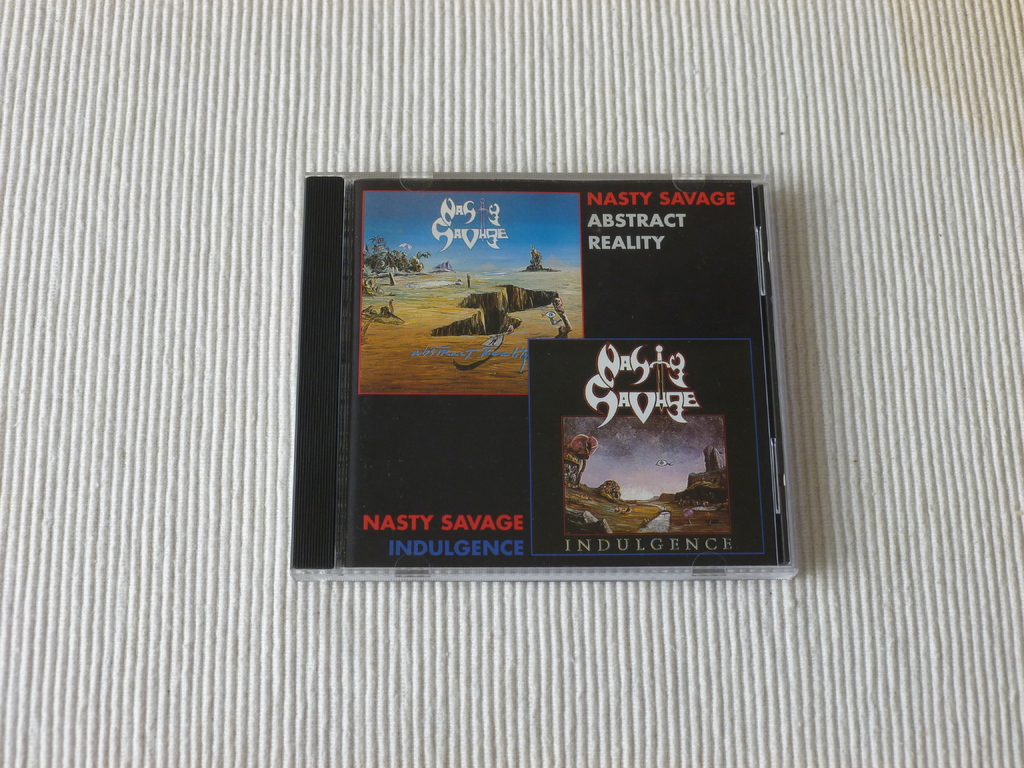 NASTY
SAVAGE
abstract reality
NASTY SAVAGE
ABSTRACT
REALITY
NASTY
SAVAGE
INDULGENCE
NASTY SAVAGE
INDULGENCE